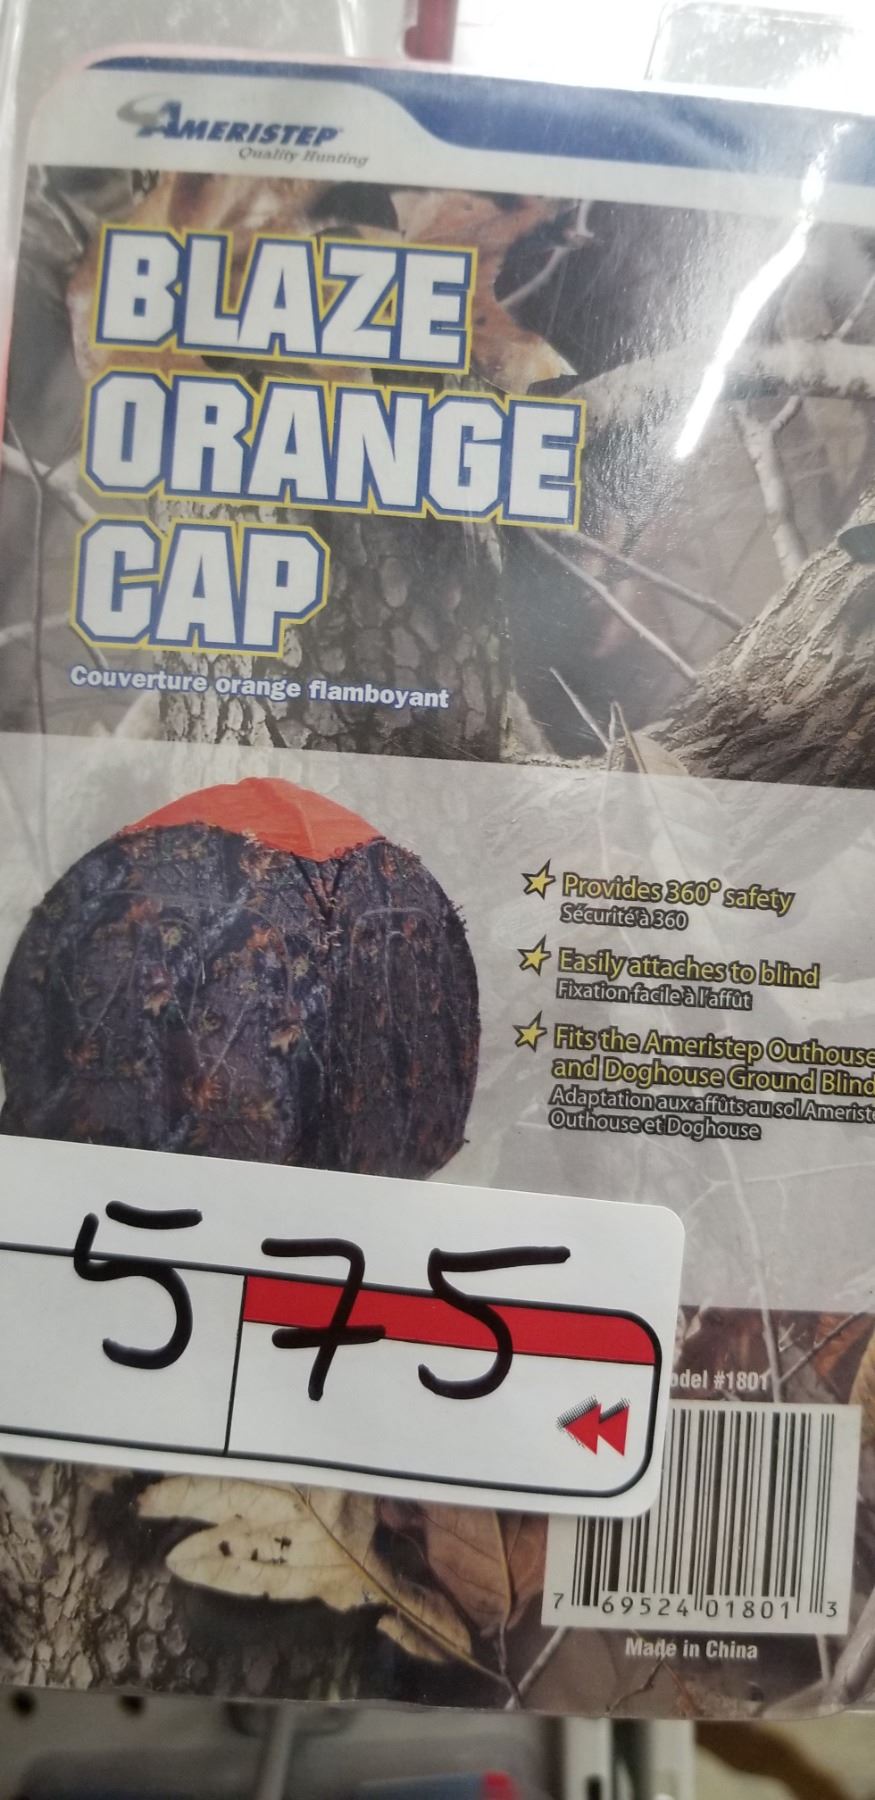 AMERISTEP
Quality Hunting
BLAZE
ORANGE
CAP
Couverture orange flamboyant
Provides 360° safety
Sécurité à 360
Easily attaches to blind
Fixation facile à l'affût
Fits the Ameristep Outhouse
and Doghouse Ground Blind
Adaptation aux affûts au sol
Outhouse et Doghouse
575
#1801
7 69524 01801 3
Made in China